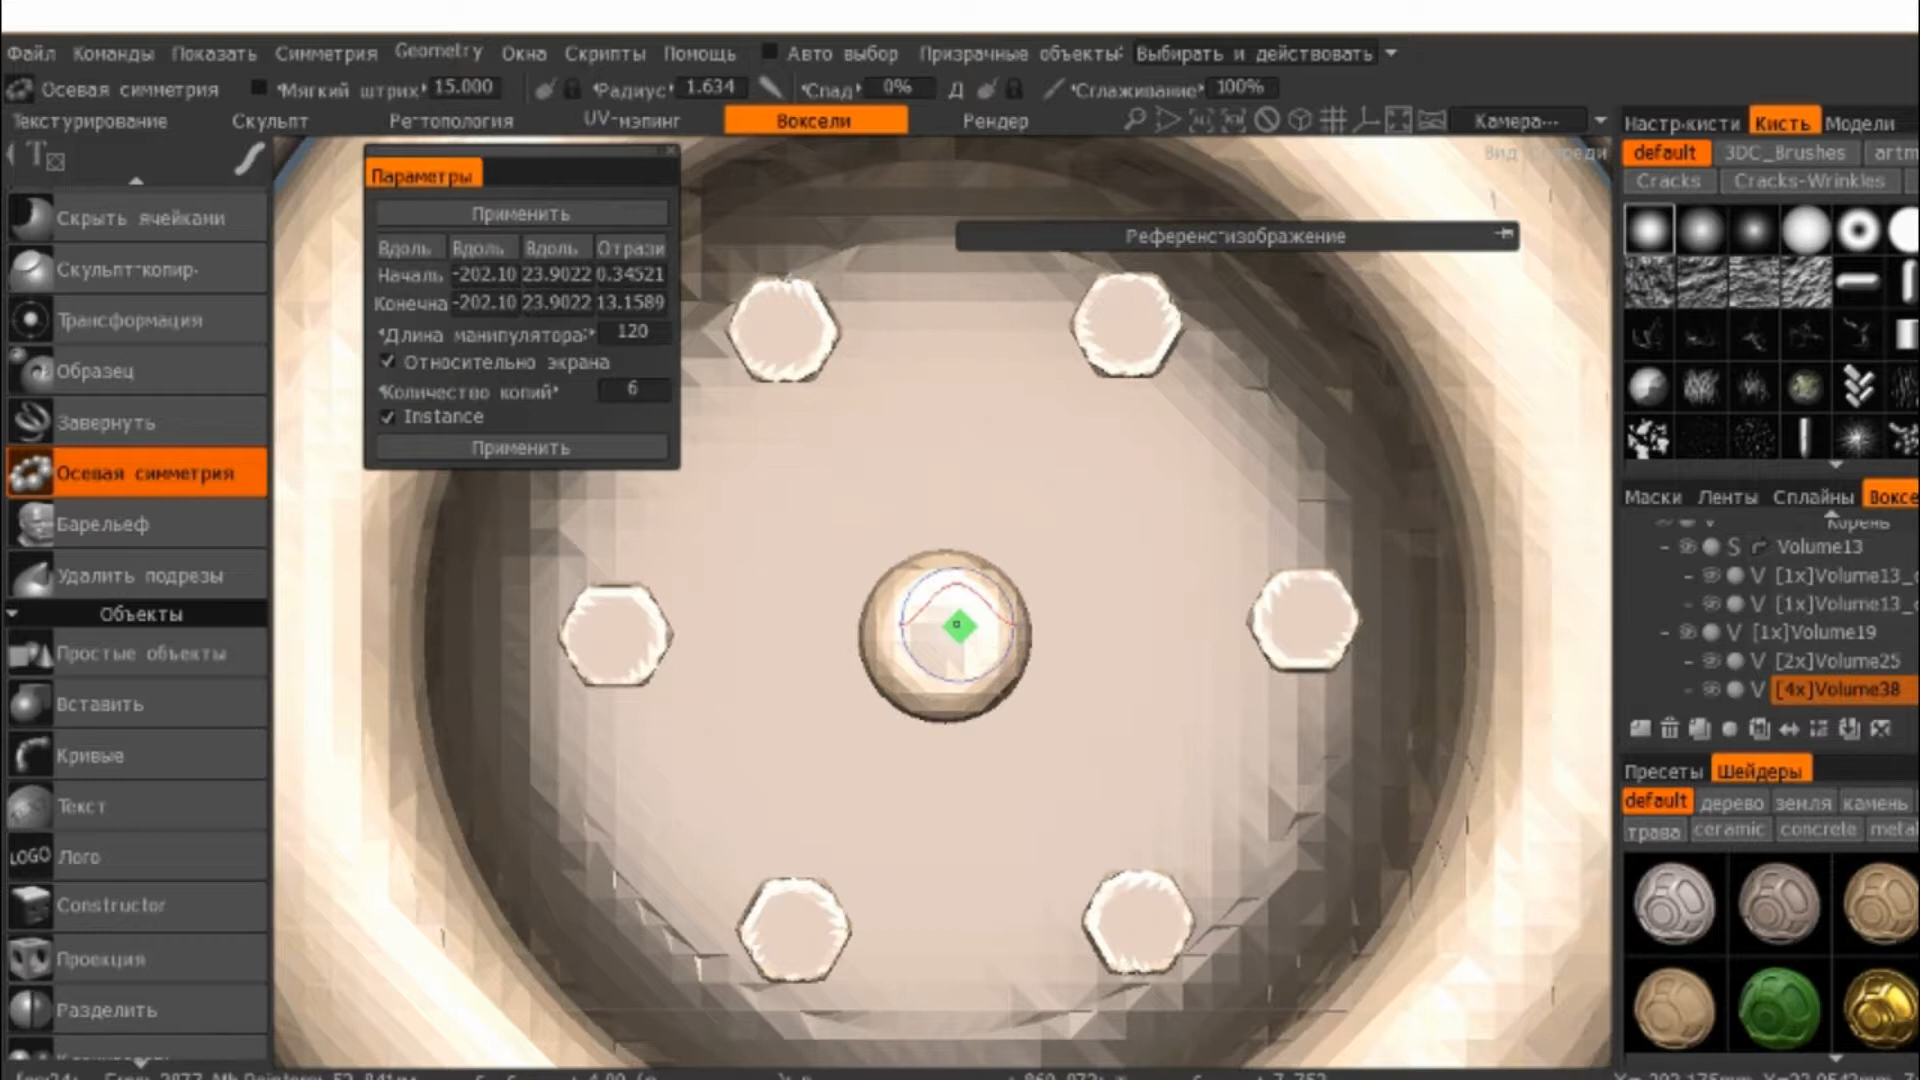 Файл Команды Показать Симметрия Geometry Окна Скрипты Помощь Авто выбор Призрачные объекты: Выбирать и действовать
Осевая симметрия Мягкий штрих 15.000 Радиус 1.634 Спад 0% Д Сглаживание 100%
Текстурирование Скульпт Ре-топология UV-мэпинг Воксели Рендер Камера
Настр.кисти Кисть Модели
default 3DC_Brushes artm
Cracks Cracks-Wrinkles
Параметры
Применить
Вдоль Вдоль Вдоль Отрази
Началь -202.10 23.9022 0.34521
Конечна -202.10 23.9022 13.1589
Длина манипулятора: 120
Относительно экрана
Количество копий 6
Instance
Применить
Референс-изображение
Скрыть ячейками
Скульпт-копир.
Трансформация
Образец
Завернуть
Осевая симметрия
Барельеф
Удалить подрезы
Объекты
Простые объекты
Вставить
Кривые
Текст
LOGO Лого
Constructor
Проекция
Разделить
Маски Ленты Сплайны Воксе
Корень
S Volume13
V [1x]Volume13_
V [1x]Volume13_
V [1x]Volume19
V [2x]Volume25
V [4x]Volume38
Пресеты Шейдеры
default дерево земля камень
трава ceramic concrete metal